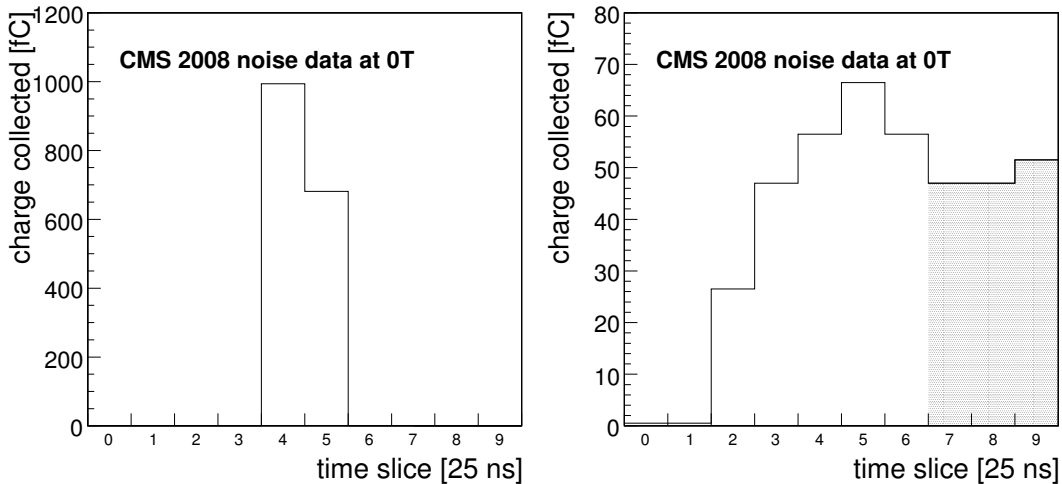 charge collected [fC]
1200
1000
800
600
400
200
0
CMS 2008 noise data at 0T
0 1 2 3 4 5 6 7 8 9
time slice [25 ns]
charge collected [fC]
80
70
60
50
40
30
20
10
0
CMS 2008 noise data at 0T
0 1 2 3 4 5 6 7 8 9
time slice [25 ns]